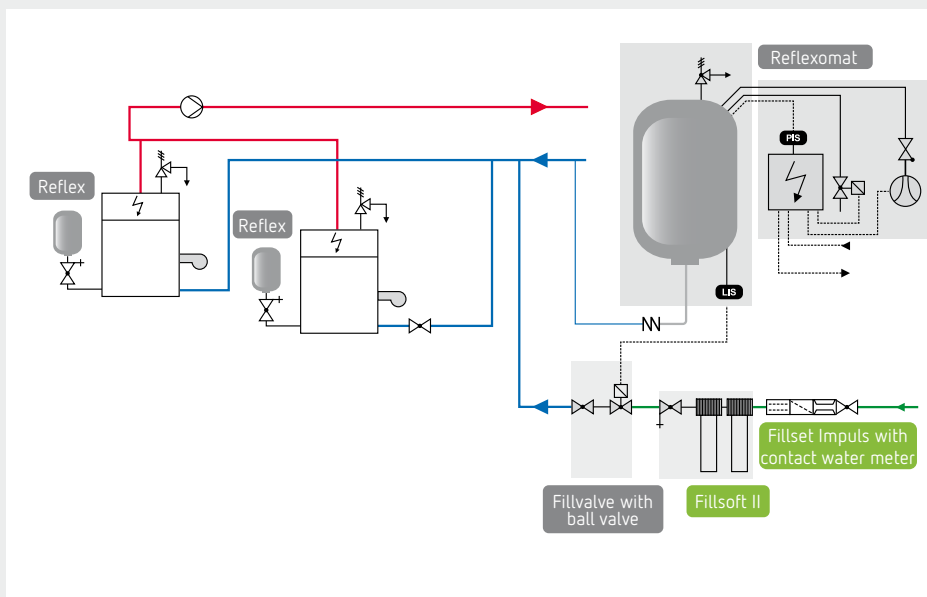 Reflexomat
PIS
Reflex
Reflex
LIS
Fillset Impuls with
contact water meter
Fillvalve with
ball valve
Fillsoft II